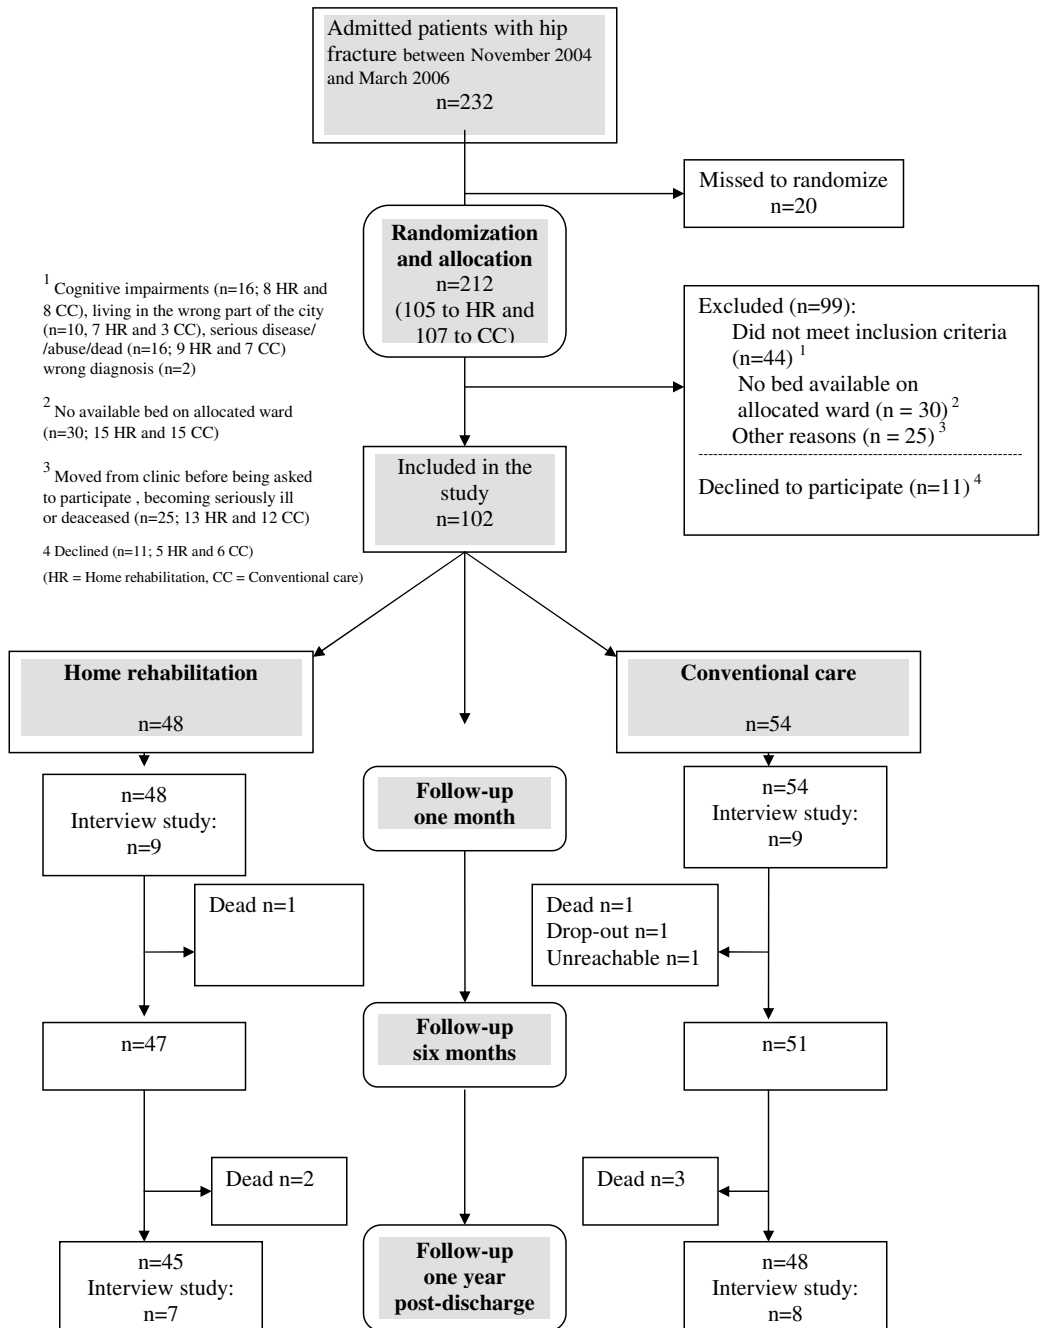 Admitted patients with hip
fracture between November 2004
and March 2006
n=232
Missed to randomize
n=20
Randomization
and allocation
n=212
(105 to HR and
107 to CC)
1 Cognitive impairments (n=16; 8 HR and
8 CC), living in the wrong part of the city
(n=10, 7 HR and 3 CC), serious disease/
/abuse/dead (n=16; 9 HR and 7 CC)
wrong diagnosis (n=2)
2 No available bed on allocated ward
(n=30; 15 HR and 15 CC)
3 Moved from clinic before being asked
to participate , becoming seriously ill
or deaceased (n=25; 13 HR and 12 CC)
4 Declined (n=11; 5 HR and 6 CC)
(HR = Home rehabilitation, CC = Conventional care)
Excluded (n=99):
Did not meet inclusion criteria
(n=44) 1
No bed available on
allocated ward (n = 30) 2
Other reasons (n = 25) 3
Declined to participate (n=11) 4
Included in the
study
n=102
Home rehabilitation
n=48
Conventional care
n=54
n=48
Interview study:
n=9
Follow-up
one month
n=54
Interview study:
n=9
Dead n=1
Dead n=1
Drop-out n=1
Unreachable n=1
n=47
Follow-up
six months
n=51
Dead n=2
Dead n=3
n=45
Interview study:
n=7
Follow-up
one year
post-discharge
n=48
Interview study:
n=8